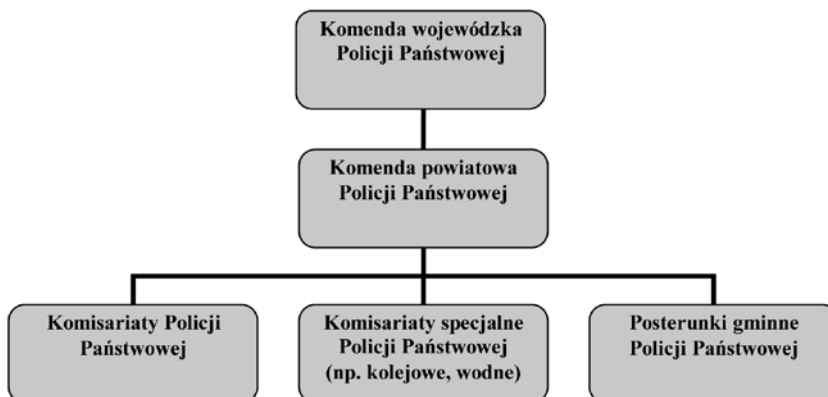 Komenda wojewódzka
Policji Państwowej
Komenda powiatowa
Policji Państwowej
Komisariaty Policji
Państwowej
Komisariaty specjalne
Policji Państwowej
(np. kolejowe, wodne)
Posterunki gminne
Policji Państwowej